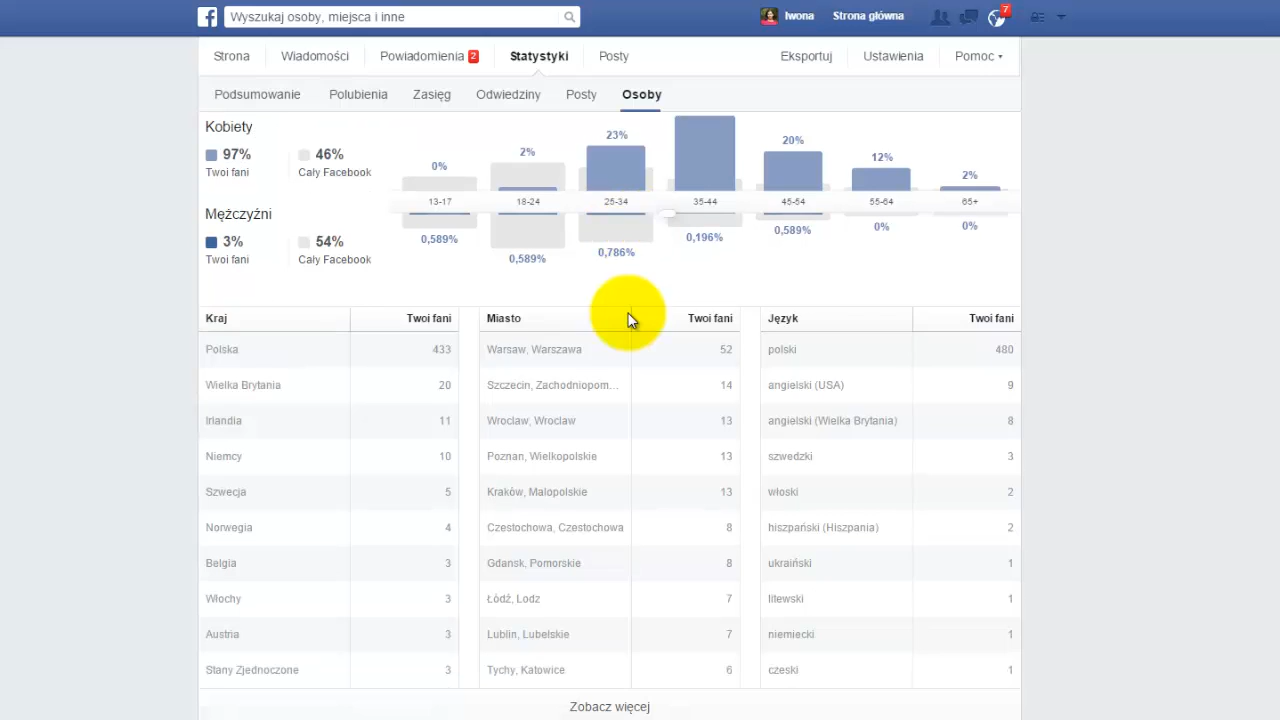 f Wyszukaj osoby, miejsca i inne Iwona Strona główna 7
Strona Wiadomości Powiadomienia 2 Statystyki Posty Eksportuj Ustawienia Pomoc
Podsumowanie Polubienia Zasięg Odwiedziny Posty Osoby
Kobiety
97% 46%
Twoi fani Cały Facebook
0% 2% 23% 20% 12% 2%
13-17 18-24 25-34 35-44 45-54 55-64 65+
Mężczyźni
3% 54%
Twoi fani Cały Facebook
0,589% 0,589% 0,786% 0,196% 0,589% 0% 0%
Kraj Twoi fani Miasto Twoi fani Język Twoi fani
Polska 433 Warsaw, Warszawa 52 polski 480
Wielka Brytania 20 Szczecin, Zachodniopom... 14 angielski (USA) 9
Irlandia 11 Wroclaw, Wroclaw 13 angielski (Wielka Brytania) 8
Niemcy 10 Poznan, Wielkopolskie 13 szwedzki 3
Szwecja 5 Kraków, Malopolskie 13 włoski 2
Norwegia 4 Czestochowa, Czestochowa 8 hiszpański (Hiszpania) 2
Belgia 3 Gdansk, Pomorskie 8 ukraiński 1
Włochy 3 Łódź, Lodz 7 litewski 1
Austria 3 Lublin, Lubelskie 7 niemiecki 1
Stany Zjednoczone 3 Tychy, Katowice 6 czeski 1
Zobacz więcej